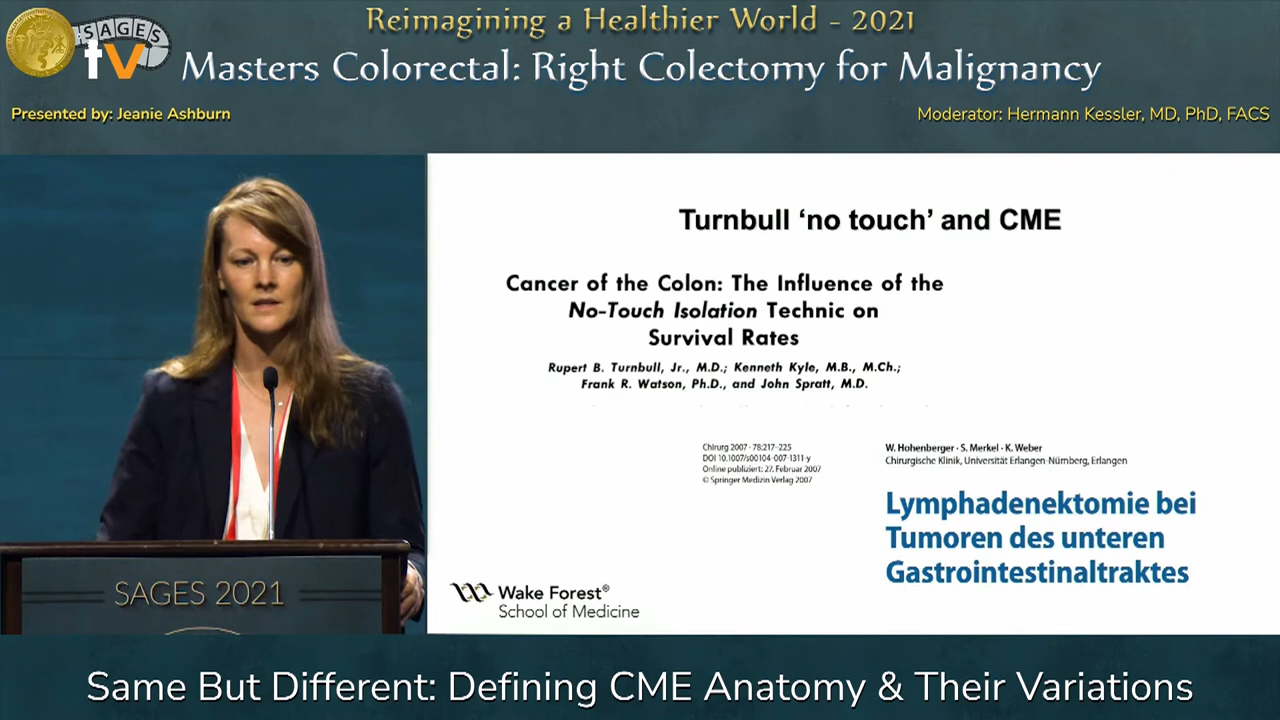 Reimagining a Healthier World - 2021
SAGES
tv
Masters Colorectal: Right Colectomy for Malignancy
Presented by: Jeanie Ashburn
Moderator: Hermann Kessler, MD, PhD, FACS
Turnbull ‘no touch’ and CME
Cancer of the Colon: The Influence of the
No-Touch Isolation Technic on
Survival Rates
Rupert B. Turnbull, Jr., M.D.; Kenneth Kyle, M.B., M.Ch.;
Frank R. Watson, Ph.D., and John Spratt, M.D.
Chirurg 2007 · 78:217–225
DOI 10.1007/s00104-007-1311-y
Online publiziert: 27. Februar 2007
© Springer Medizin Verlag 2007
W. Hohenberger · S. Merkel · K. Weber
Chirurgische Klinik, Universität Erlangen-Nürnberg, Erlangen
Lymphadenektomie bei
Tumoren des unteren
Gastrointestinaltraktes
Wake Forest®
School of Medicine
SAGES 2021
Same But Different: Defining CME Anatomy & Their Variations